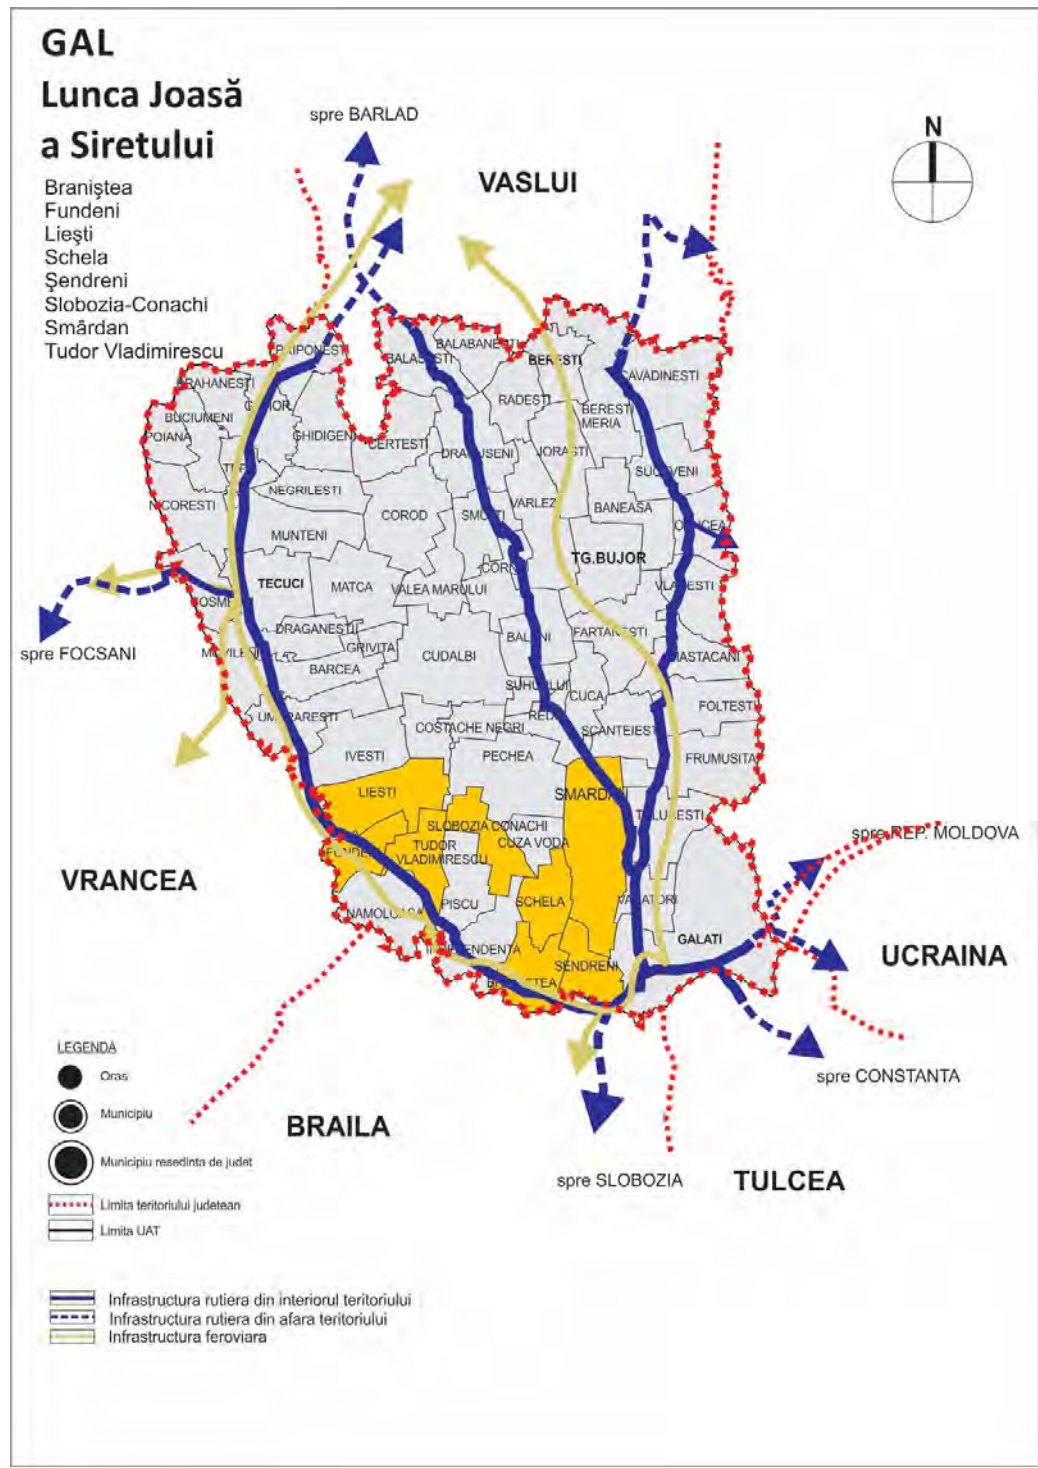 GAL
Lunca Joasă
a Siretului
Braniştea
Fundeni
Lieşti
Schela
Şendreni
Slobozia-Conachi
Smârdan
Tudor Vladimirescu
spre BARLAD
VASLUI
N
BALABANESTI
BERESTI
CAVADINESTI
RADESTI
BERESTI
MERIA
BUCIUMENI
POIANA
GHIDIGENI
CERTESTI
JORASTI
NEGRILESTI
NICORESTI
COROD
BANEASA
MUNTENI
TG.BUJOR
TECUCI
MATCA
VALEA MARULUI
spre FOCSANI
DRAGANESTI
GRIVITA
BARCEA
CUDALBI
FARTANESTI
MASTACANI
CUCA
FOLTESTI
COSTACHE NEGRI
SCANTEIESTI
IVESTI
PECHEA
FRUMUSITA
LIESTI
SMARDAN
SLOBOZIA CONACHI
TUDOR
VLADIMIRESCU
CUZA VODA
spre REP. MOLDOVA
VRANCEA
PISCU
SCHELA
NAMOLOASA
GALATI
UCRAINA
SENDRENI
spre CONSTANTA
BRAILA
spre SLOBOZIA
TULCEA
LEGENDA
Oras
Municipiu
Municipiu resedinta de judet
Limita teritoriului judetean
Limita UAT
Infrastructura rutiera din interiorul teritoriului
Infrastructura rutiera din afara teritoriului
Infrastructura feroviara